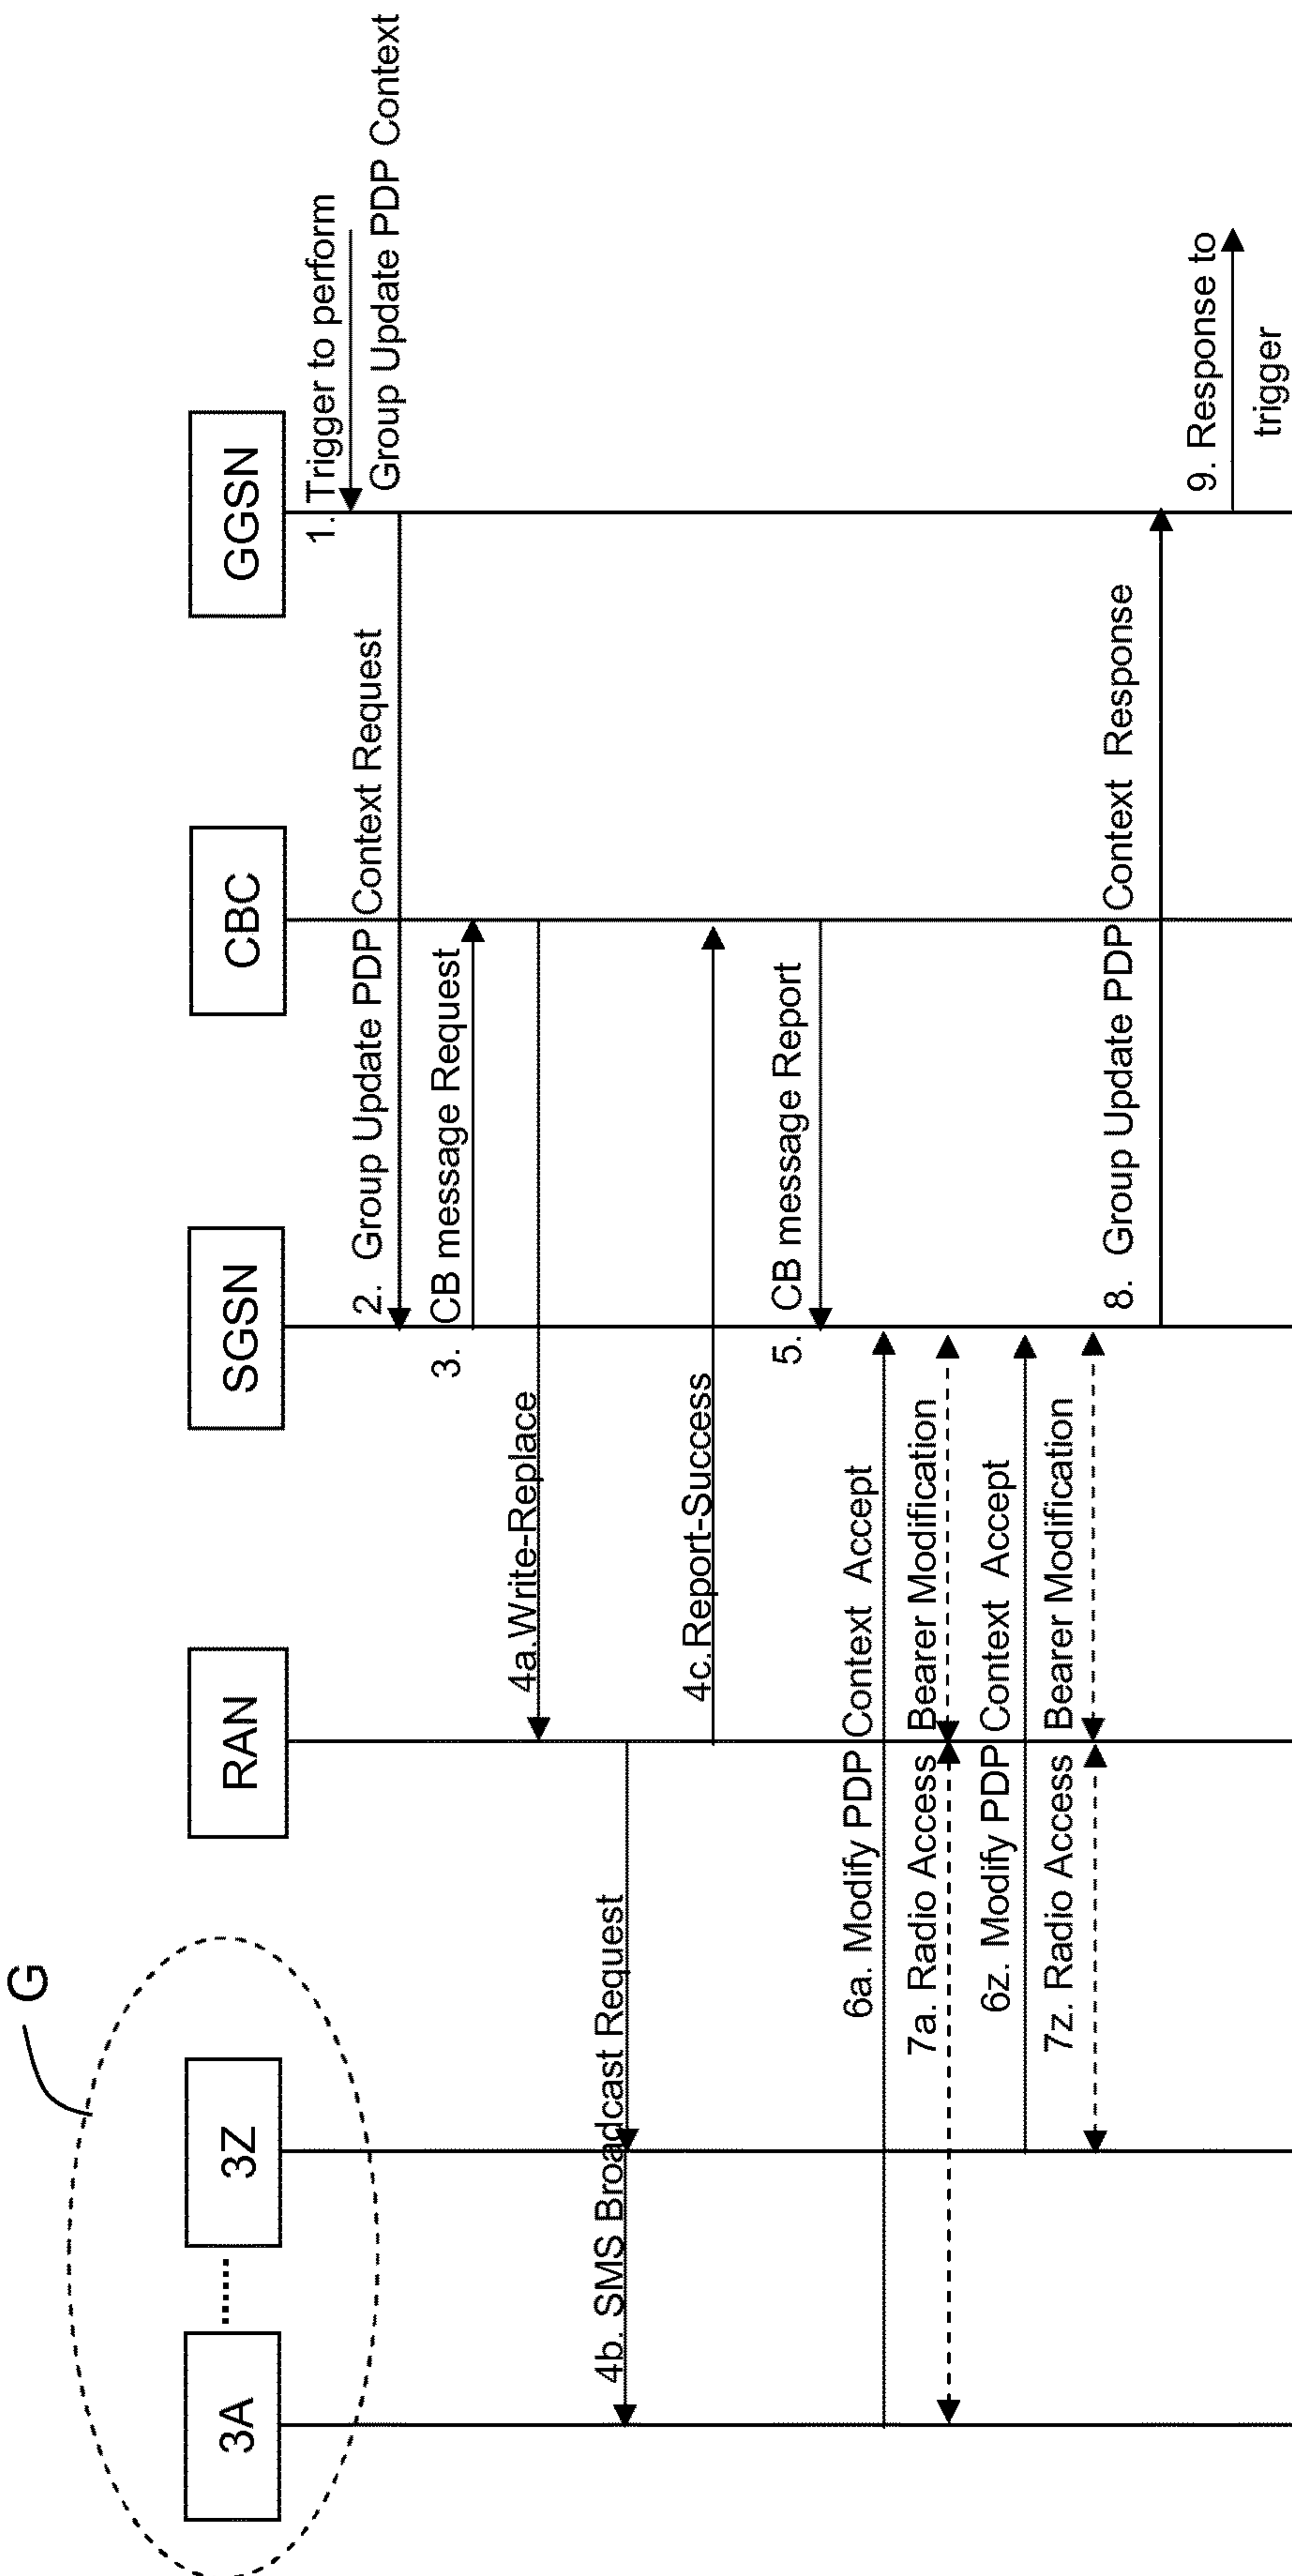 G
3A
3Z
RAN
SGSN
CBC
GGSN
1. Trigger to perform
Group Update PDP Context
2. Group Update PDP Context Request
3. CB message Request
4a.Write-Replace
4b. SMS Broadcast Request
4c.Report-Success
5. CB message Report
6a. Modify PDP Context Accept
7a. Radio Access Bearer Modification
6z. Modify PDP Context Accept
7z. Radio Access Bearer Modification
8. Group Update PDP Context Response
9. Response to
trigger